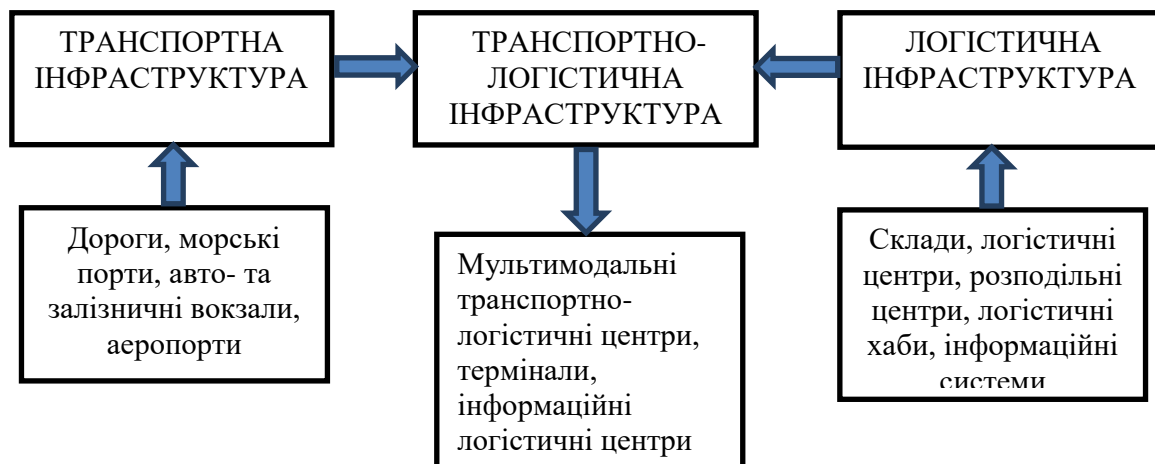 ТРАНСПОРТНА
ІНФРАСТРУКТУРА
ТРАНСПОРТНО-
ЛОГІСТИЧНА
ІНФРАСТРУКТУРА
ЛОГІСТИЧНА
ІНФРАСТРУКТУРА
Дороги, морські
порти, авто- та
залізничні вокзали,
аеропорти
Мультимодальні
транспортно-
логістичні центри,
термінали,
інформаційні
логістичні центри
Склади, логістичні
центри, розподільні
центри, логістичні
хаби, інформаційні
системи